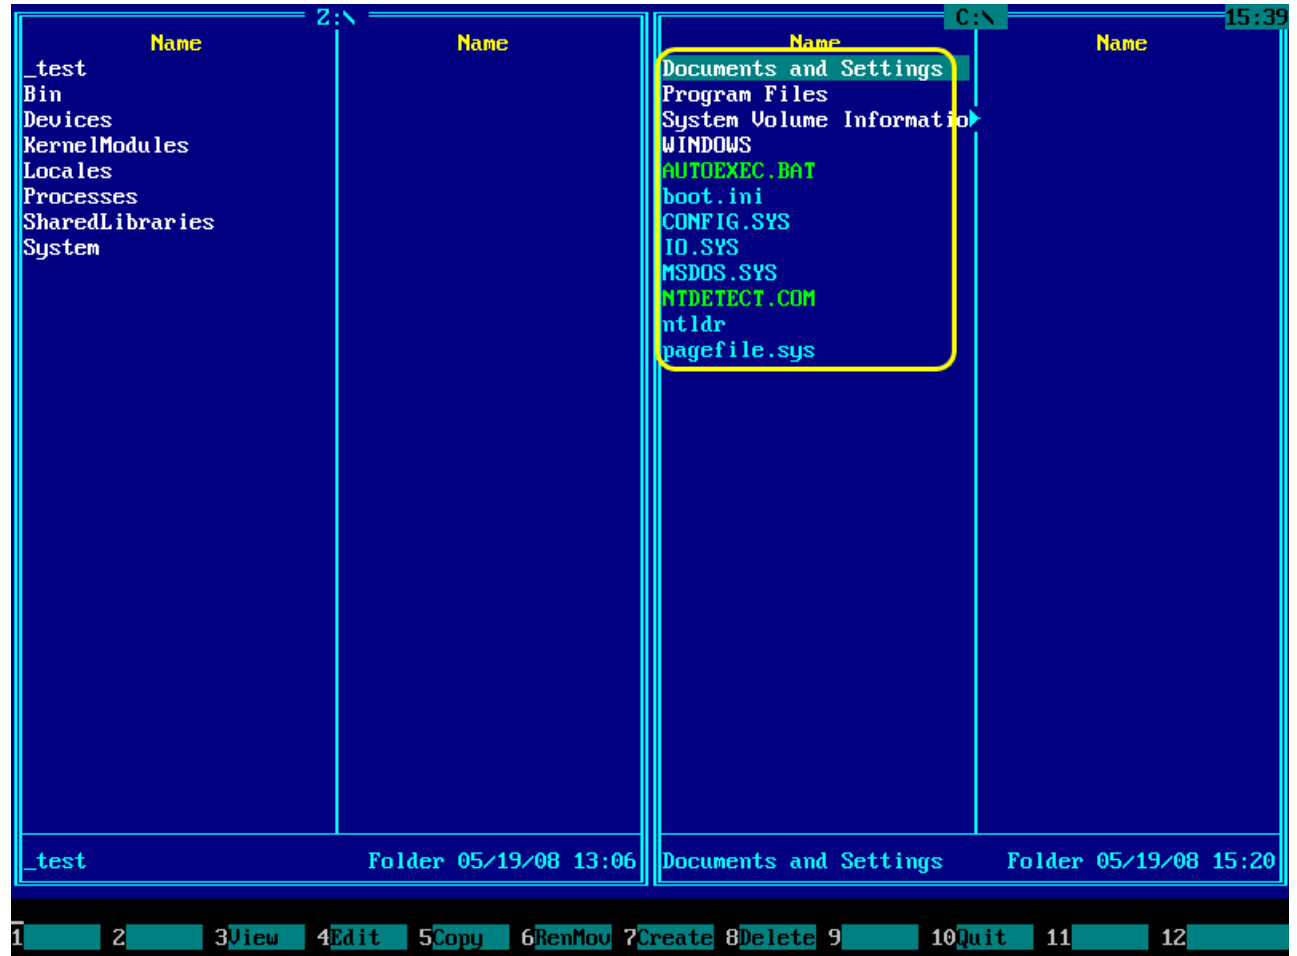 Z:\
Name Name
_test
Bin
Devices
KernelModules
Locales
Processes
SharedLibraries
System
_test Folder 05/19/08 13:06
C:\ 15:39
Name Name
Documents and Settings
Program Files
System Volume Informatio
WINDOWS
AUTOEXEC.BAT
boot.ini
CONFIG.SYS
IO.SYS
MSDOS.SYS
NTDETECT.COM
ntldr
pagefile.sys
Documents and Settings Folder 05/19/08 15:20
1 2 3View 4Edit 5Copy 6RenMov 7Create 8Delete 9 10Quit 11 12